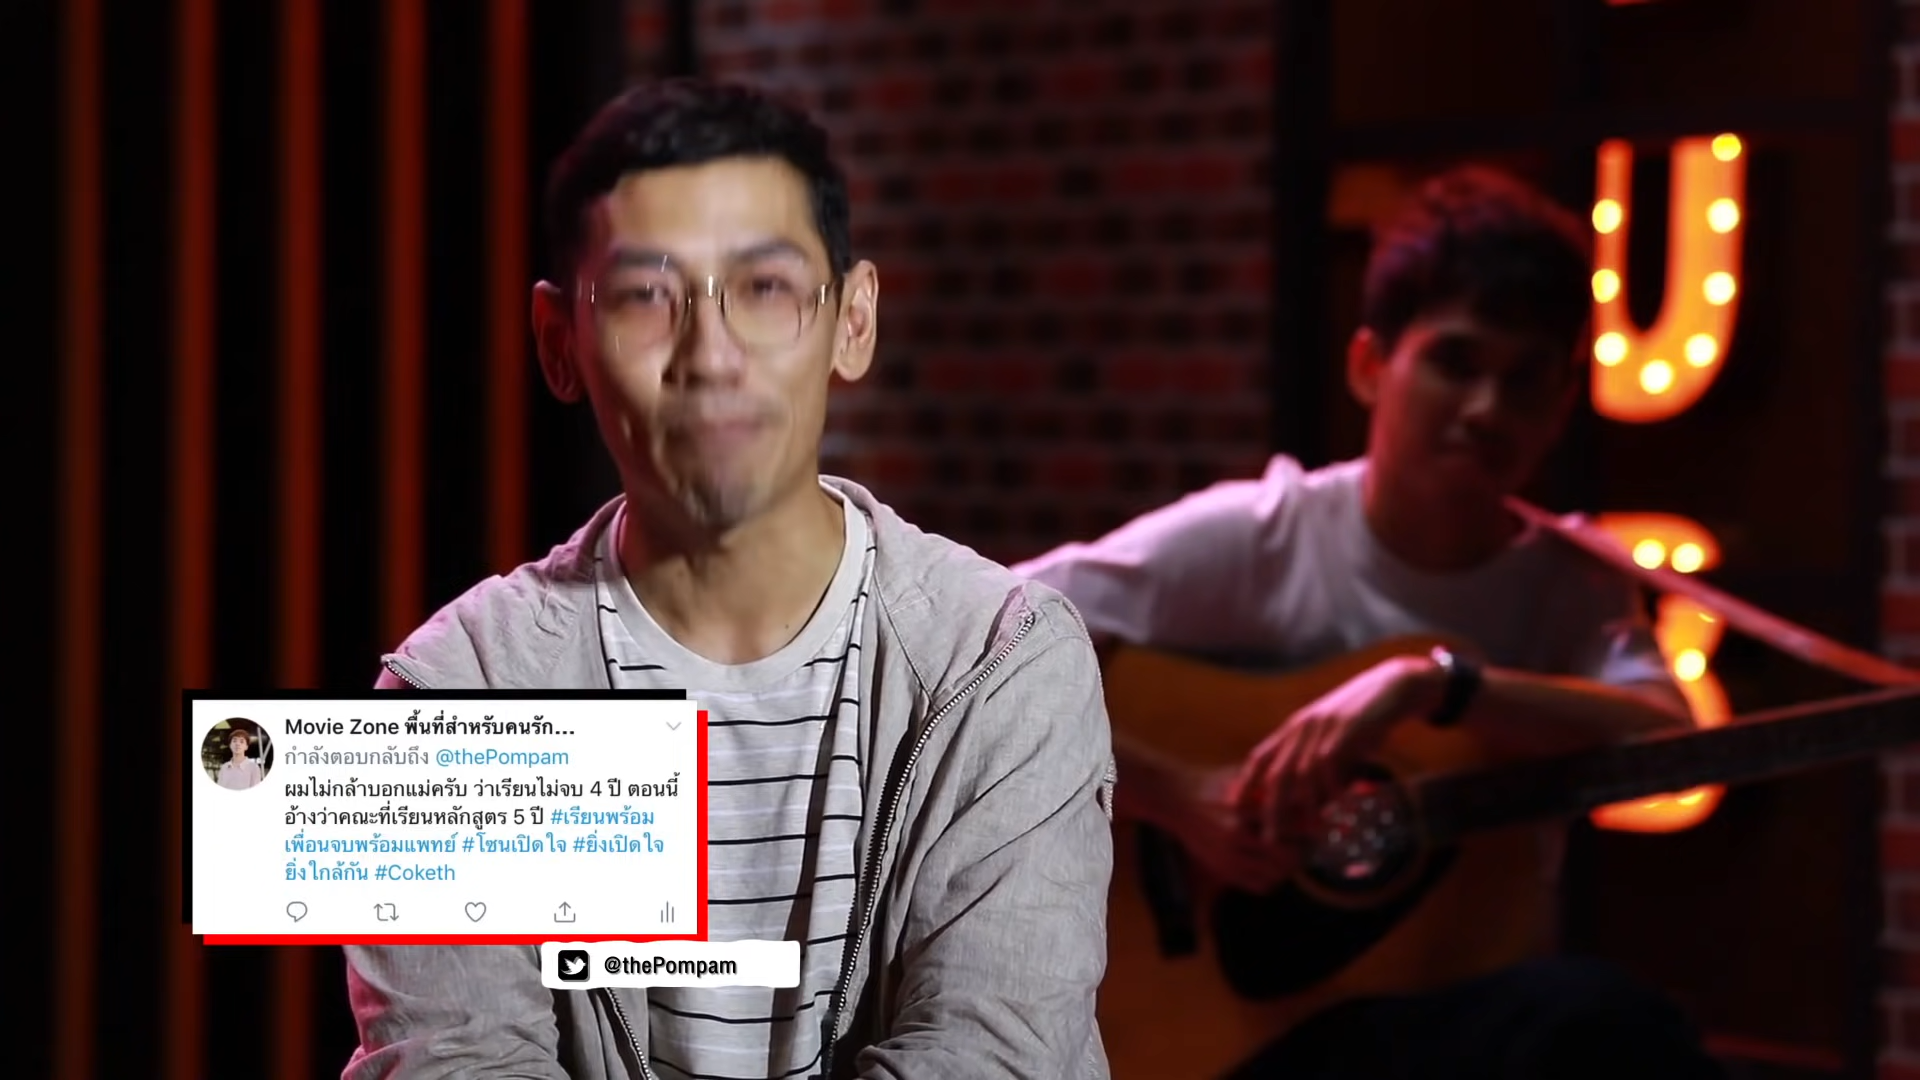 Movie Zone พื้นที่สำหรับคนรัก...
กำลังตอบกลับถึง @thePompam
ผมไม่กล้าบอกแม่ครับ ว่าเรียนไม่จบ 4 ปี ตอนนี้
อ้างว่าคณะที่เรียนหลักสูตร 5 ปี #เรียนพร้อม
เพื่อนจบพร้อมแพทย์ #โซนเปิดใจ #ยิ่งเปิดใจ
ยิ่งใกล้กัน #Coketh
@thePompam
U